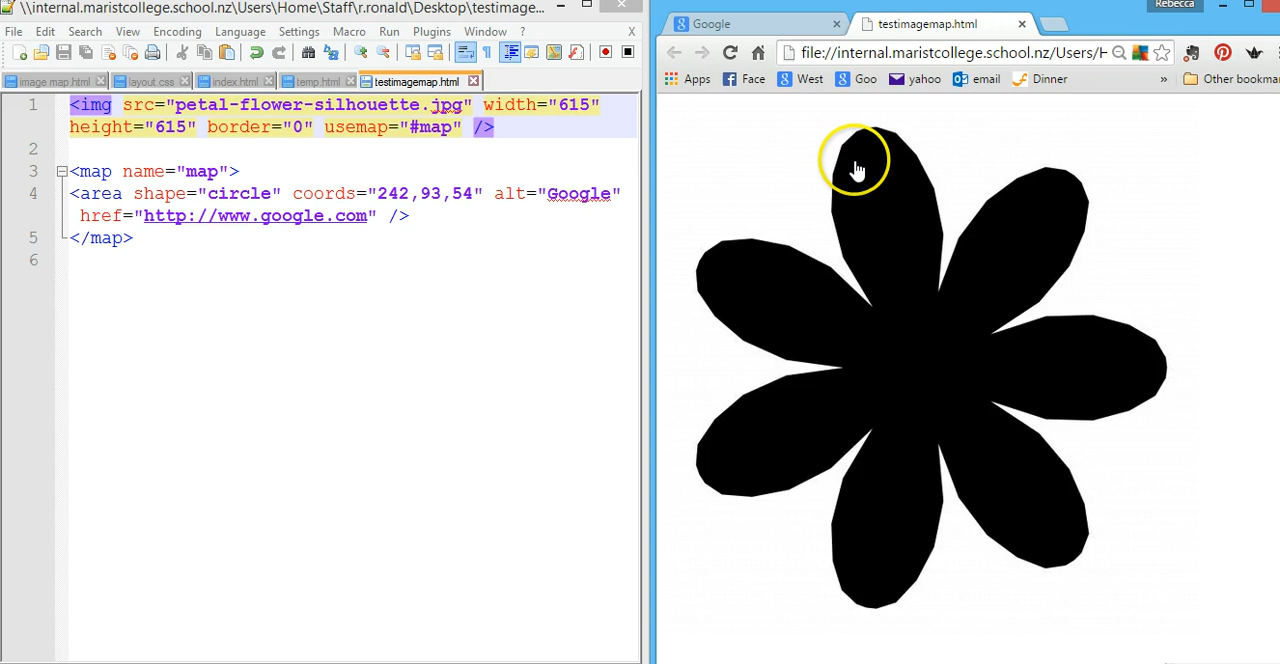 \\internal.maristcollege.school.nz\Users\Home\Staff\r.ronald\Desktop\testimage...
File Edit Search View Encoding Language Settings Macro Run Plugins Window ? X
image map.html layout.css index.html temp.html testimagemap.html
1 <img src="petal-flower-silhouette.jpg" width="615"
height="615" border="0" usemap="#map" />
2
3 <map name="map">
4 <area shape="circle" coords="242,93,54" alt="Google"
href="http://www.google.com" />
5 </map>
6
Rebecca
Google testimagemap.html
file://internal.maristcollege.school.nz/Users/H
Apps Face West Goo yahoo email Dinner » Other bookma